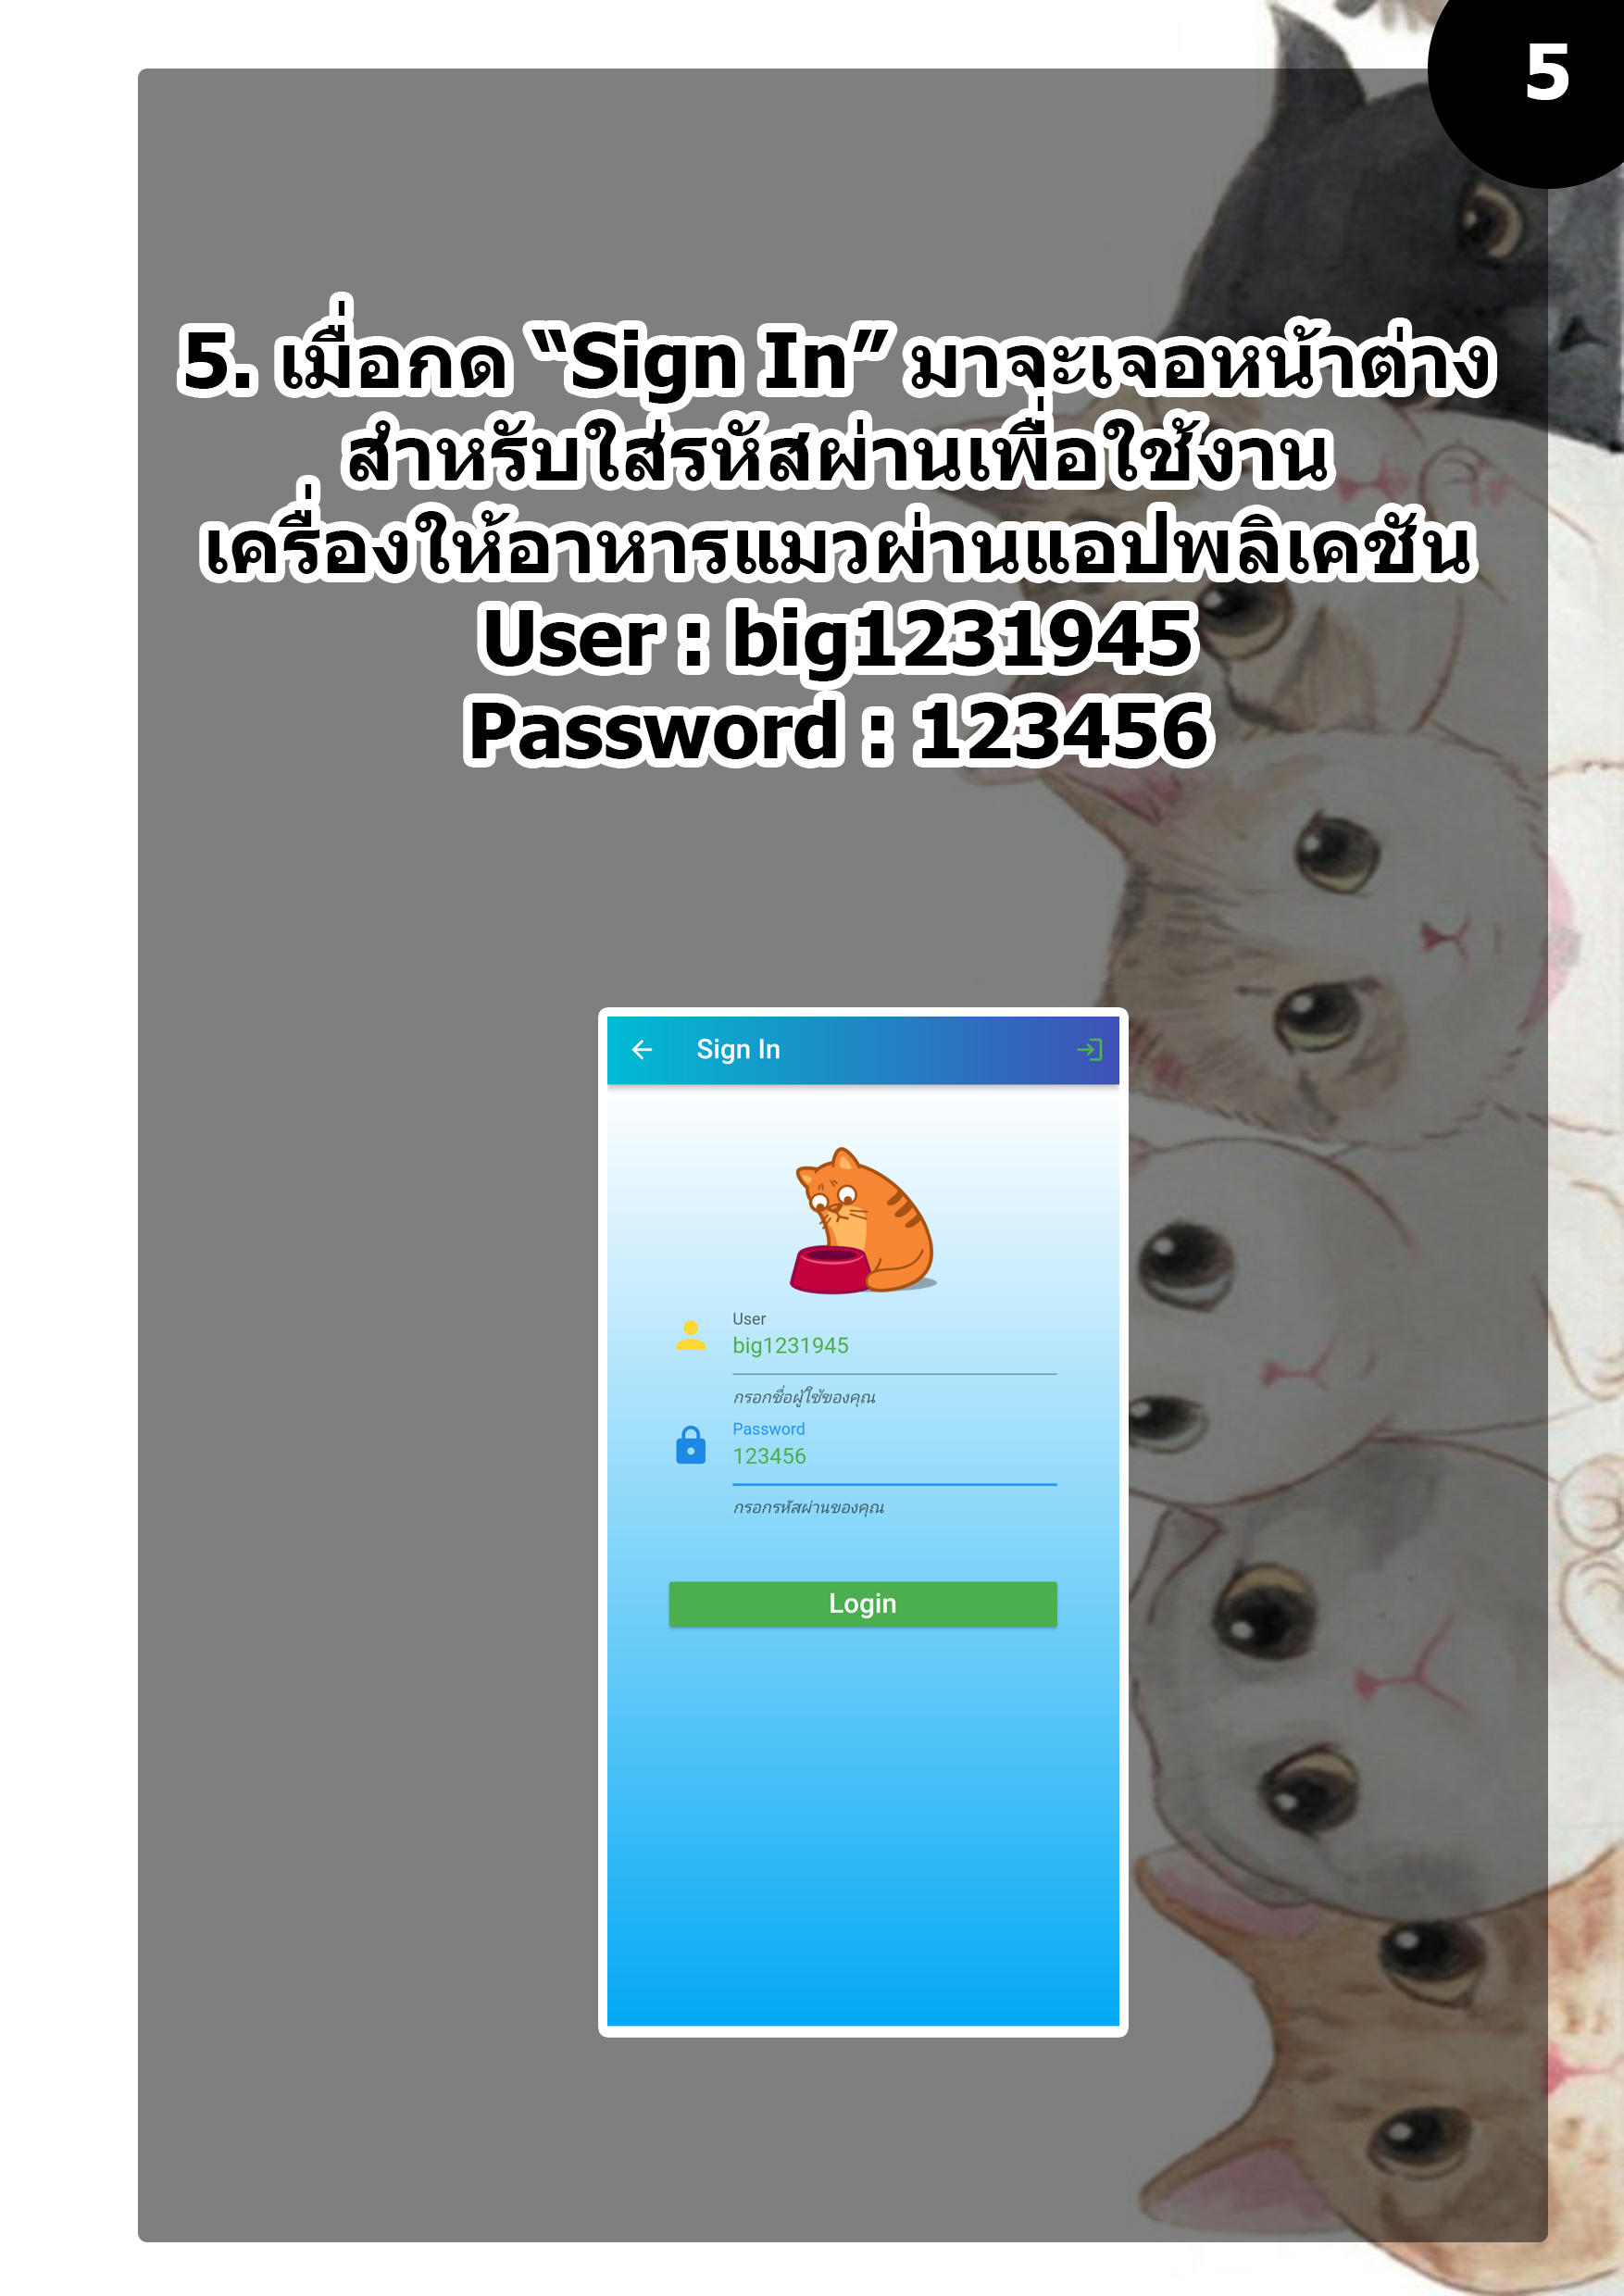 5
5. เมื่อกด “Sign In” มาจะเจอหน้าต่าง
สำหรับใส่รหัสผ่านเพื่อใช้งาน
เครื่องให้อาหารแมวผ่านแอปพลิเคชัน
User : big1231945
Password : 123456
Sign In
User
big1231945
กรอกชื่อผู้ใช้ของคุณ
Password
123456
กรอกรหัสผ่านของคุณ
Login